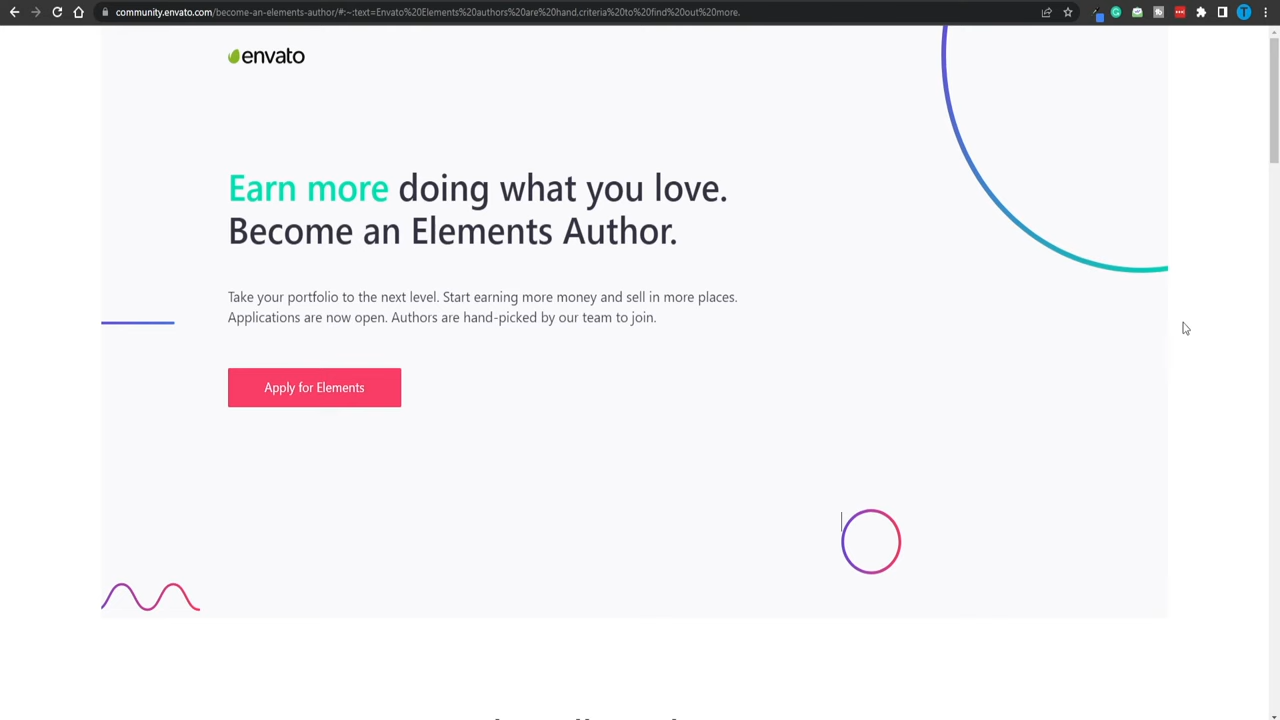 community.envato.com/become-an-elements-author/#:~:text=Envato%20Elements%20authors%20are%20hand,criteria%20to%20find%20out%20more.
T
envato
Earn more doing what you love.
Become an Elements Author.
Take your portfolio to the next level. Start earning more money and sell in more places.
Applications are now open. Authors are hand-picked by our team to join.
Apply for Elements